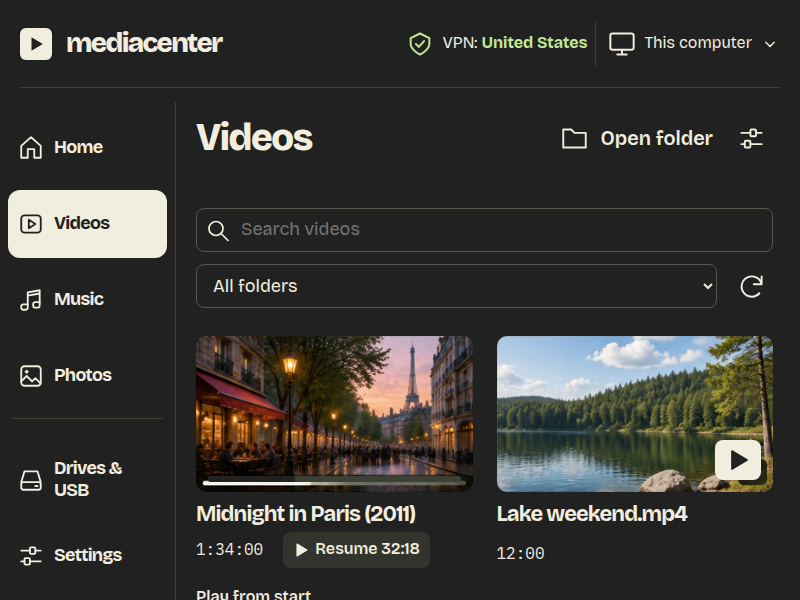 mediacenter
VPN: United States
This computer
Home
Videos
Music
Photos
Drives &
USB
Settings
Videos
Open folder
Search videos
All folders
Midnight in Paris (2011)
1:34:00
Resume 32:18
Play from start
Lake weekend.mp4
12:00